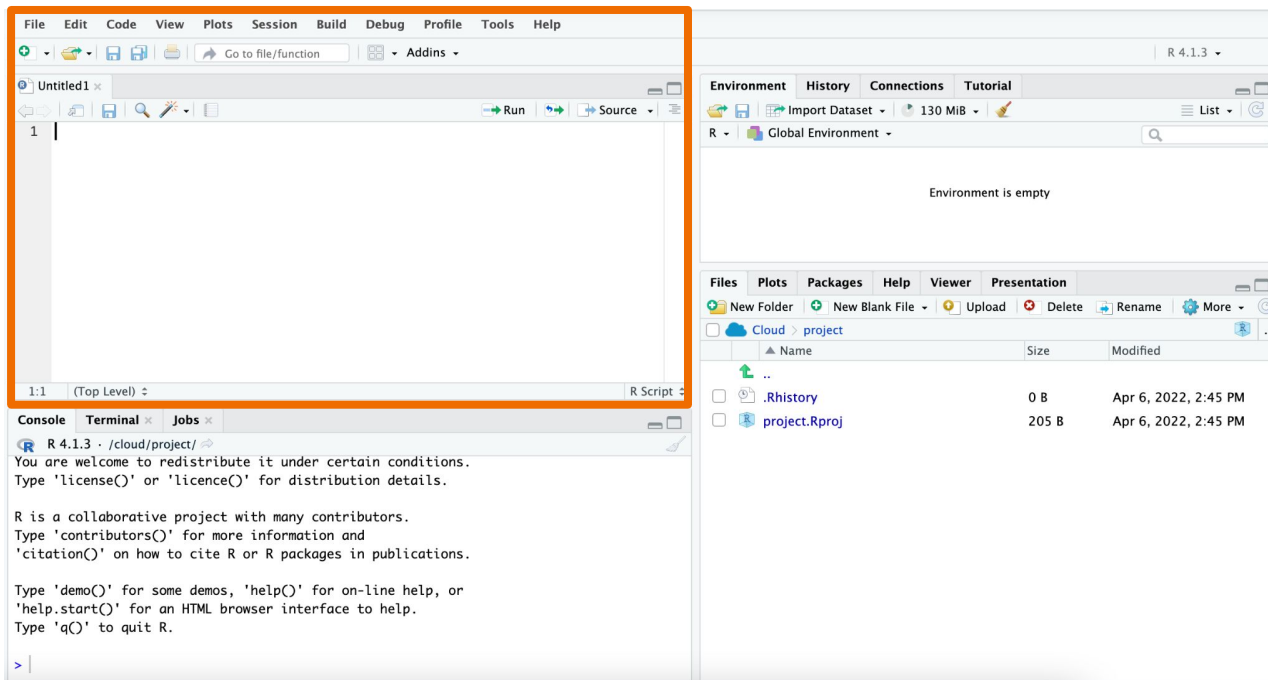 File Edit Code View Plots Session Build Debug Profile Tools Help
Go to file/function Addins R 4.1.3
Untitled1
Run Source
1
1:1 (Top Level) R Script
Console Terminal Jobs
R 4.1.3 · /cloud/project/
You are welcome to redistribute it under certain conditions.
Type 'license()' or 'licence()' for distribution details.
R is a collaborative project with many contributors.
Type 'contributors()' for more information and
'citation()' on how to cite R or R packages in publications.
Type 'demo()' for some demos, 'help()' for on-line help, or
'help.start()' for an HTML browser interface to help.
Type 'q()' to quit R.
>
Environment History Connections Tutorial
Import Dataset 130 MiB List
R Global Environment
Environment is empty
Files Plots Packages Help Viewer Presentation
New Folder New Blank File Upload Delete Rename More
Cloud > project
Name Size Modified
..
.Rhistory 0 B Apr 6, 2022, 2:45 PM
project.Rproj 205 B Apr 6, 2022, 2:45 PM